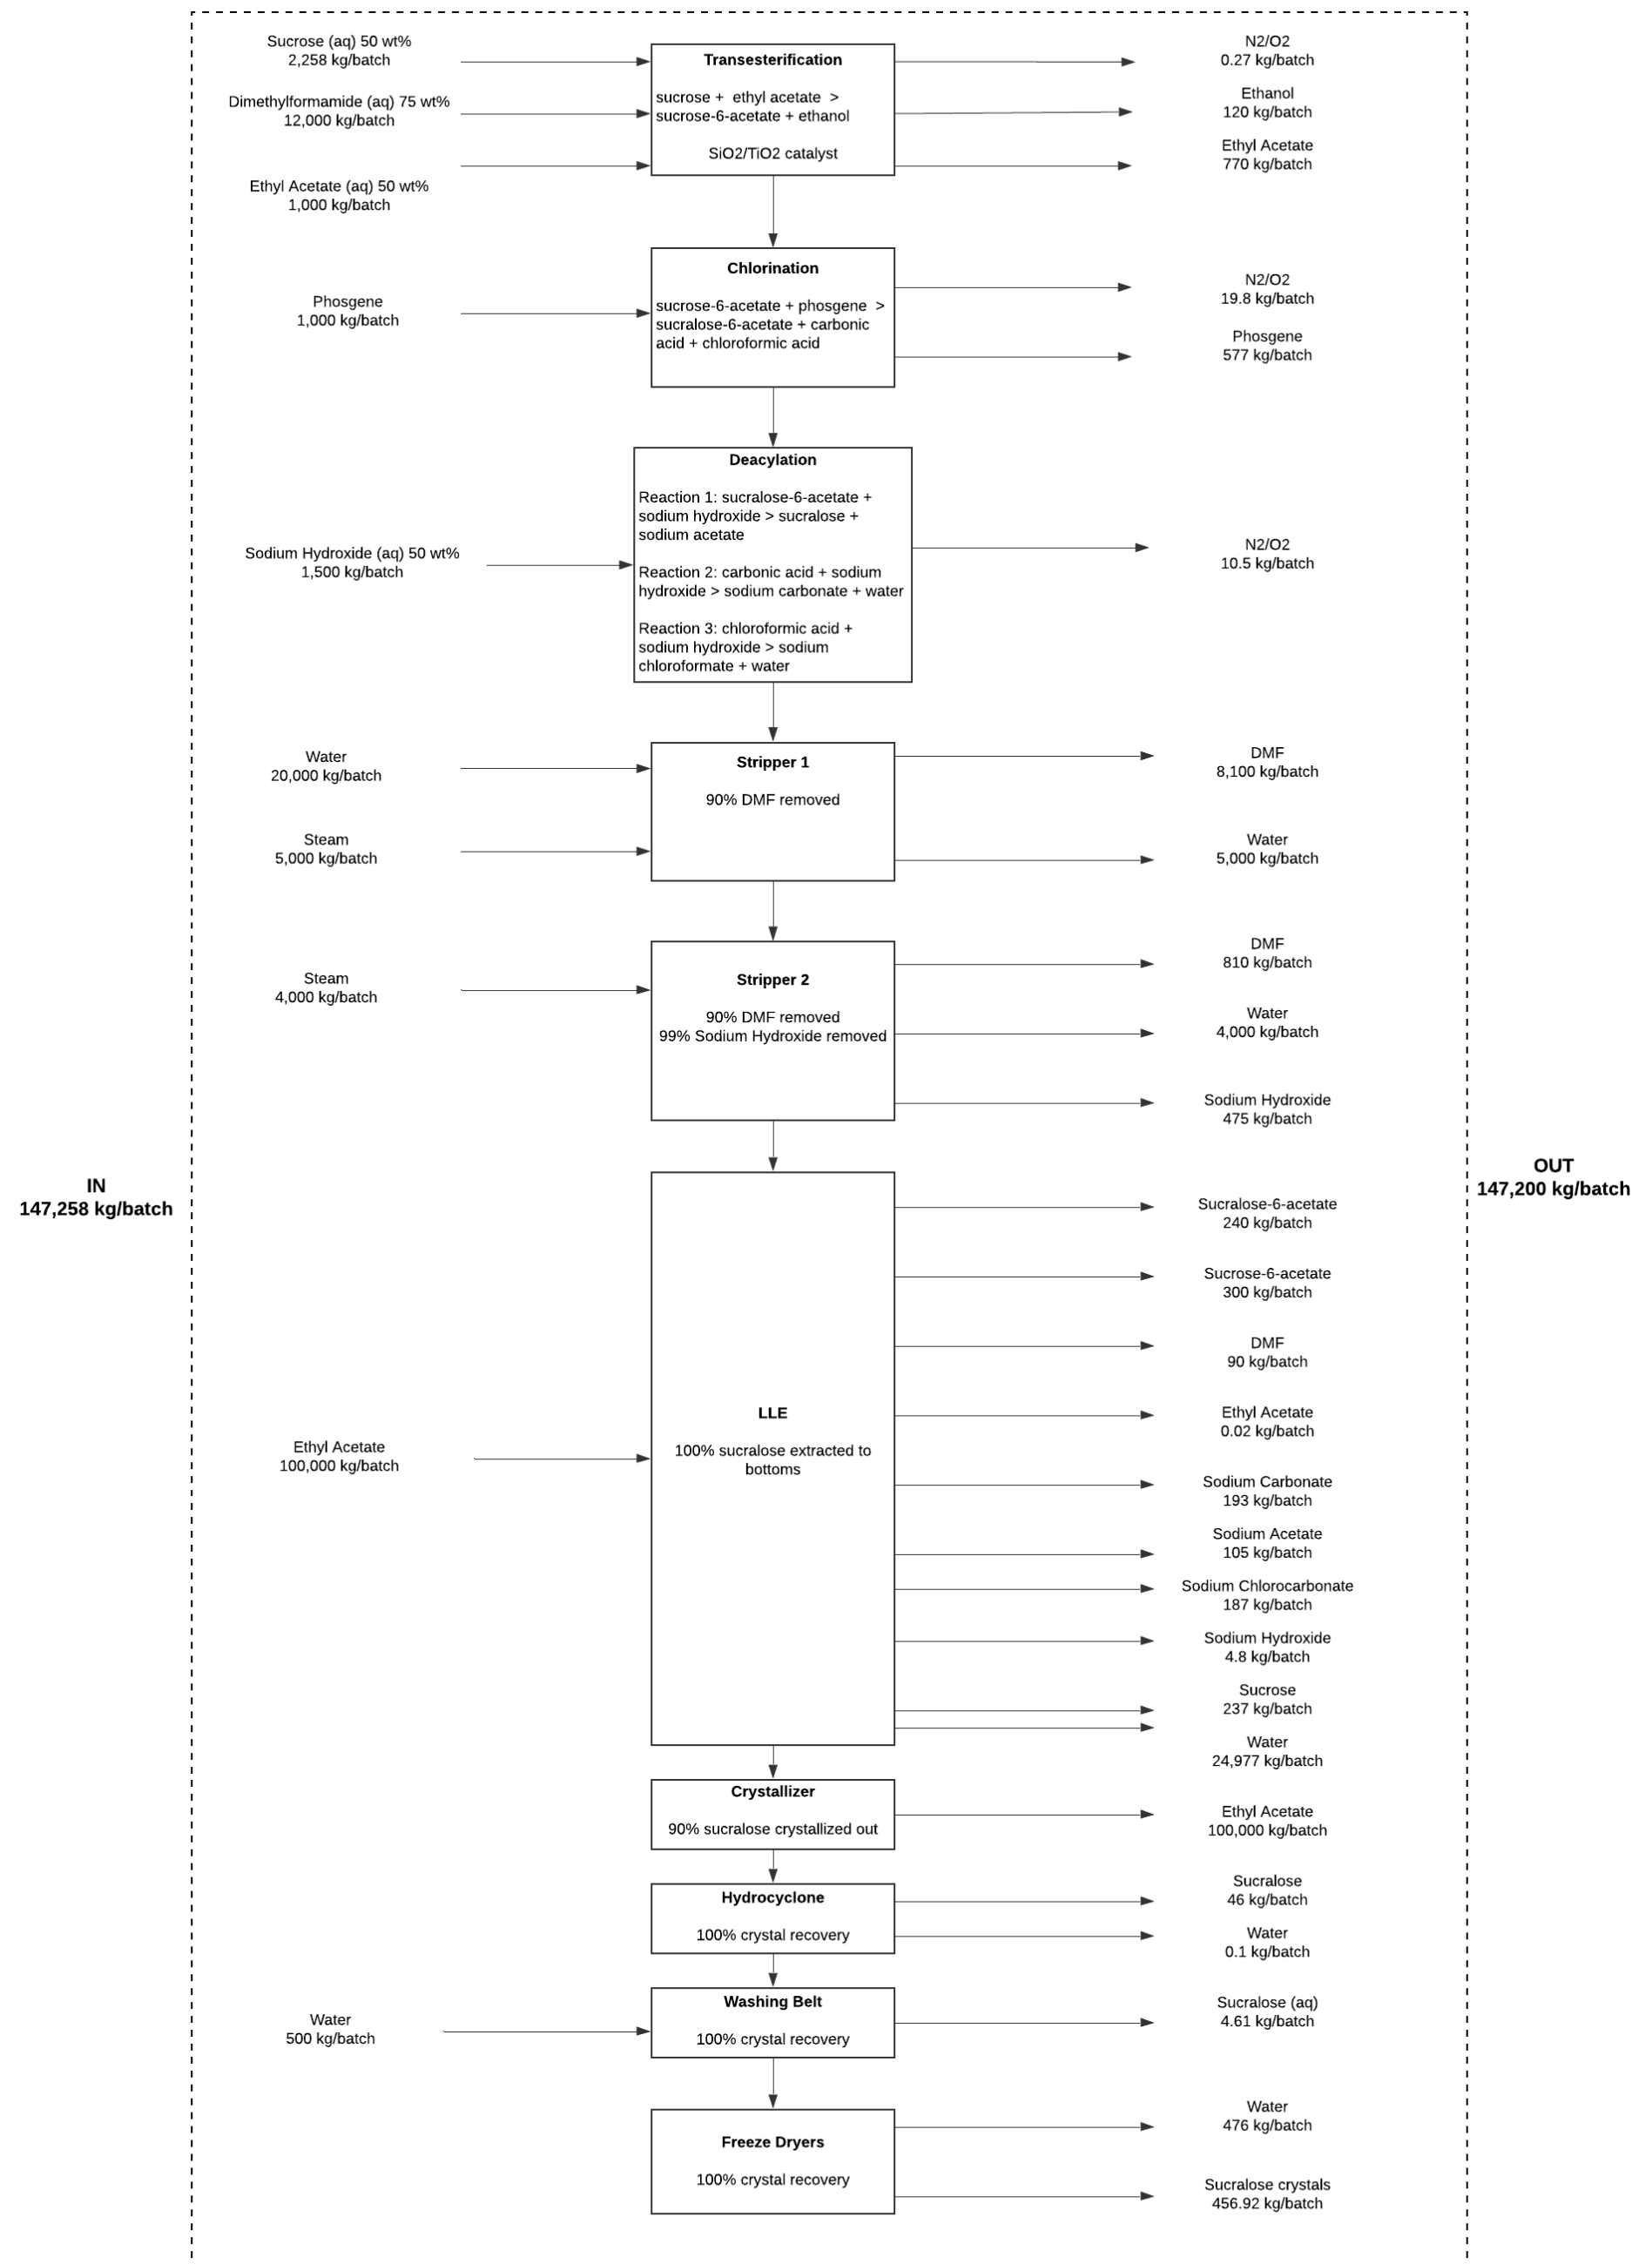 Sucrose (aq) 50 wt%
2,258 kg/batch
Dimethylformamide (aq) 75 wt%
12,000 kg/batch
Ethyl Acetate (aq) 50 wt%
1,000 kg/batch
Transesterification
sucrose + ethyl acetate >
sucrose-6-acetate + ethanol
SiO2/TiO2 catalyst
N2/O2
0.27 kg/batch
Ethanol
120 kg/batch
Ethyl Acetate
770 kg/batch
Phosgene
1,000 kg/batch
Chlorination
sucrose-6-acetate + phosgene >
sucralose-6-acetate + carbonic
acid + chloroformic acid
N2/O2
19.8 kg/batch
Phosgene
577 kg/batch
Sodium Hydroxide (aq) 50 wt%
1,500 kg/batch
Deacylation
Reaction 1: sucralose-6-acetate +
sodium hydroxide > sucralose +
sodium acetate
Reaction 2: carbonic acid + sodium
hydroxide > sodium carbonate + water
Reaction 3: chloroformic acid +
sodium hydroxide > sodium
chloroformate + water
N2/O2
10.5 kg/batch
Water
20,000 kg/batch
Steam
5,000 kg/batch
Stripper 1
90% DMF removed
DMF
8,100 kg/batch
Water
5,000 kg/batch
Steam
4,000 kg/batch
Stripper 2
90% DMF removed
99% Sodium Hydroxide removed
DMF
810 kg/batch
Water
4,000 kg/batch
Sodium Hydroxide
475 kg/batch
IN
147,258 kg/batch
OUT
147,200 kg/batch
Ethyl Acetate
100,000 kg/batch
LLE
100% sucralose extracted to
bottoms
Sucralose-6-acetate
240 kg/batch
Sucrose-6-acetate
300 kg/batch
DMF
90 kg/batch
Ethyl Acetate
0.02 kg/batch
Sodium Carbonate
193 kg/batch
Sodium Acetate
105 kg/batch
Sodium Chlorocarbonate
187 kg/batch
Sodium Hydroxide
4.8 kg/batch
Sucrose
237 kg/batch
Water
24,977 kg/batch
Crystallizer
90% sucralose crystallized out
Ethyl Acetate
100,000 kg/batch
Hydrocyclone
100% crystal recovery
Sucralose
46 kg/batch
Water
0.1 kg/batch
Water
500 kg/batch
Washing Belt
100% crystal recovery
Sucralose (aq)
4.61 kg/batch
Freeze Dryers
100% crystal recovery
Water
476 kg/batch
Sucralose crystals
456.92 kg/batch